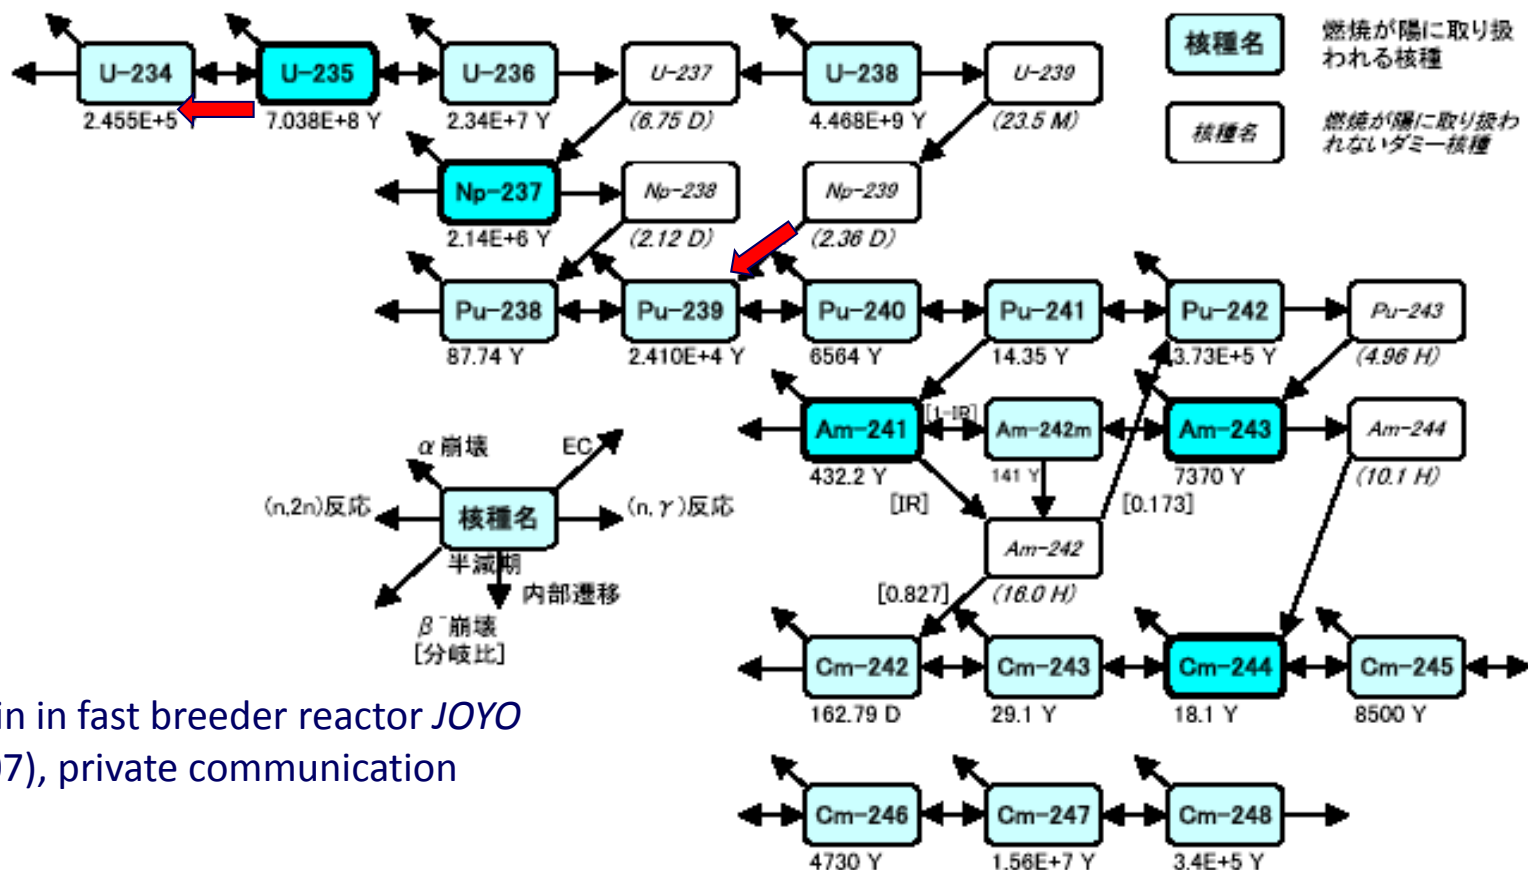 U-234
U-235
U-236
U-237
U-238
U-239
2.455E+5 Y
7.038E+8 Y
2.34E+7 Y
(6.75 D)
4.468E+9 Y
(23.5 M)
核種名
燃焼が陽に取り扱
われる核種
核種名
燃焼が陽に取り扱わ
れないダミー核種
Np-237
Np-238
Np-239
2.14E+6 Y
(2.12 D)
(2.36 D)
Pu-238
Pu-239
Pu-240
Pu-241
Pu-242
Pu-243
87.74 Y
2.410E+4 Y
6564 Y
14.35 Y
3.73E+5 Y
(4.96 H)
Am-241
[1-IR]
Am-242m
Am-243
Am-244
432.2 Y
141 Y
7370 Y
(10.1 H)
[IR]
[0.173]
Am-242
(16.0 H)
[0.827]
α崩壊
EC
(n,2n)反応
核種名
(n,γ)反応
半減期
内部遷移
β⁻崩壊
[分岐比]
Cm-242
Cm-243
Cm-244
Cm-245
162.79 D
29.1 Y
18.1 Y
8500 Y
in in fast breeder reactor JOYO
07), private communication
Cm-246
Cm-247
Cm-248
4730 Y
1.56E+7 Y
3.4E+5 Y